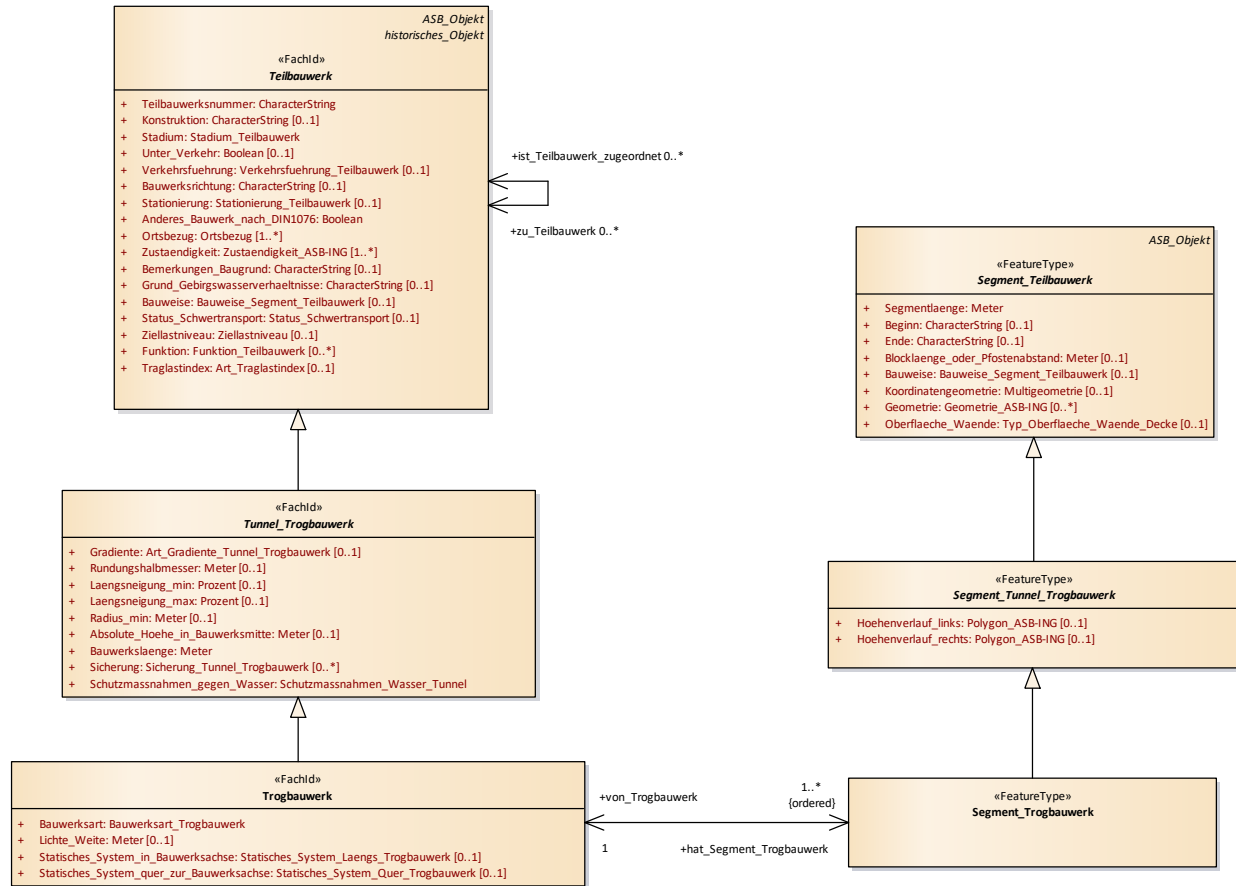 ASB_Objekt
historisches_Objekt
«FachId»
Teilbauwerk
+ Teilbauwerksnummer: CharacterString
+ Konstruktion: CharacterString [0..1]
+ Stadium: Stadium_Teilbauwerk
+ Unter_Verkehr: Boolean [0..1]
+ Verkehrsfuehrung: Verkehrsfuehrung_Teilbauwerk [0..1]
+ Bauwerksrichtung: CharacterString [0..1]
+ Stationierung: Stationierung_Teilbauwerk [0..1]
+ Anderes_Bauwerk_nach_DIN1076: Boolean
+ Ortsbezug: Ortsbezug [1..*]
+ Zustaendigkeit: Zustaendigkeit_ASB-ING [1..*]
+ Bemerkungen_Baugrund: CharacterString [0..1]
+ Grund_Gebirgswasserverhaeltnisse: CharacterString [0..1]
+ Bauweise: Bauweise_Segment_Teilbauwerk [0..1]
+ Status_Schwertransport: Status_Schwertransport [0..1]
+ Ziellastniveau: Ziellastniveau [0..1]
+ Funktion: Funktion_Teilbauwerk [0..*]
+ Traglastindex: Art_Traglastindex [0..1]
+ist_Teilbauwerk_zugeordnet 0..*
+zu_Teilbauwerk 0..*
ASB_Objekt
«FeatureType»
Segment_Teilbauwerk
+ Segmentlaenge: Meter
+ Beginn: CharacterString [0..1]
+ Ende: CharacterString [0..1]
+ Blocklaenge_oder_Pfostenabstand: Meter [0..1]
+ Bauweise: Bauweise_Segment_Teilbauwerk [0..1]
+ Koordinatengeometrie: Multigeometrie [0..1]
+ Geometrie: Geometrie_ASB-ING [0..*]
+ Oberflaeche_Waende: Typ_Oberflaeche_Waende_Decke [0..1]
«FachId»
Tunnel_Trogbauwerk
+ Gradiente: Art_Gradiente_Tunnel_Trogbauwerk [0..1]
+ Rundungshalbmesser: Meter [0..1]
+ Laengsneigung_min: Prozent [0..1]
+ Laengsneigung_max: Prozent [0..1]
+ Radius_min: Meter [0..1]
+ Absolute_Hoehe_in_Bauwerksmitte: Meter [0..1]
+ Bauwerkslaenge: Meter
+ Sicherung: Sicherung_Tunnel_Trogbauwerk [0..*]
+ Schutzmassnahmen_gegen_Wasser: Schutzmassnahmen_Wasser_Tunnel
«FeatureType»
Segment_Tunnel_Trogbauwerk
+ Hoehenverlauf_links: Polygon_ASB-ING [0..1]
+ Hoehenverlauf_rechts: Polygon_ASB-ING [0..1]
«FachId»
Trogbauwerk
+ Bauwerksart: Bauwerksart_Trogbauwerk
+ Lichte_Weite: Meter [0..1]
+ Statisches_System_in_Bauwerksachse: Statisches_System_Laengs_Trogbauwerk [0..1]
+ Statisches_System_quer_zur_Bauwerksachse: Statisches_System_Quer_Trogbauwerk [0..1]
+von_Trogbauwerk
1
1..*
{ordered}
+hat_Segment_Trogbauwerk
«FeatureType»
Segment_Trogbauwerk